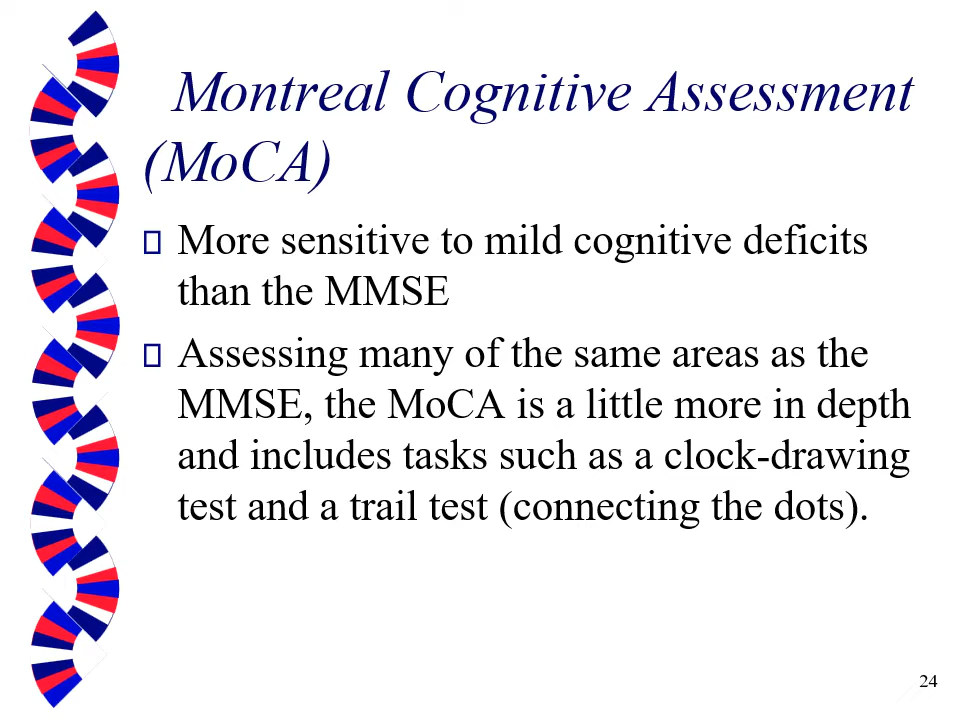 Montreal Cognitive Assessment
(MoCA)
More sensitive to mild cognitive deficits
than the MMSE
Assessing many of the same areas as the
MMSE, the MoCA is a little more in depth
and includes tasks such as a clock-drawing
test and a trail test (connecting the dots).
24